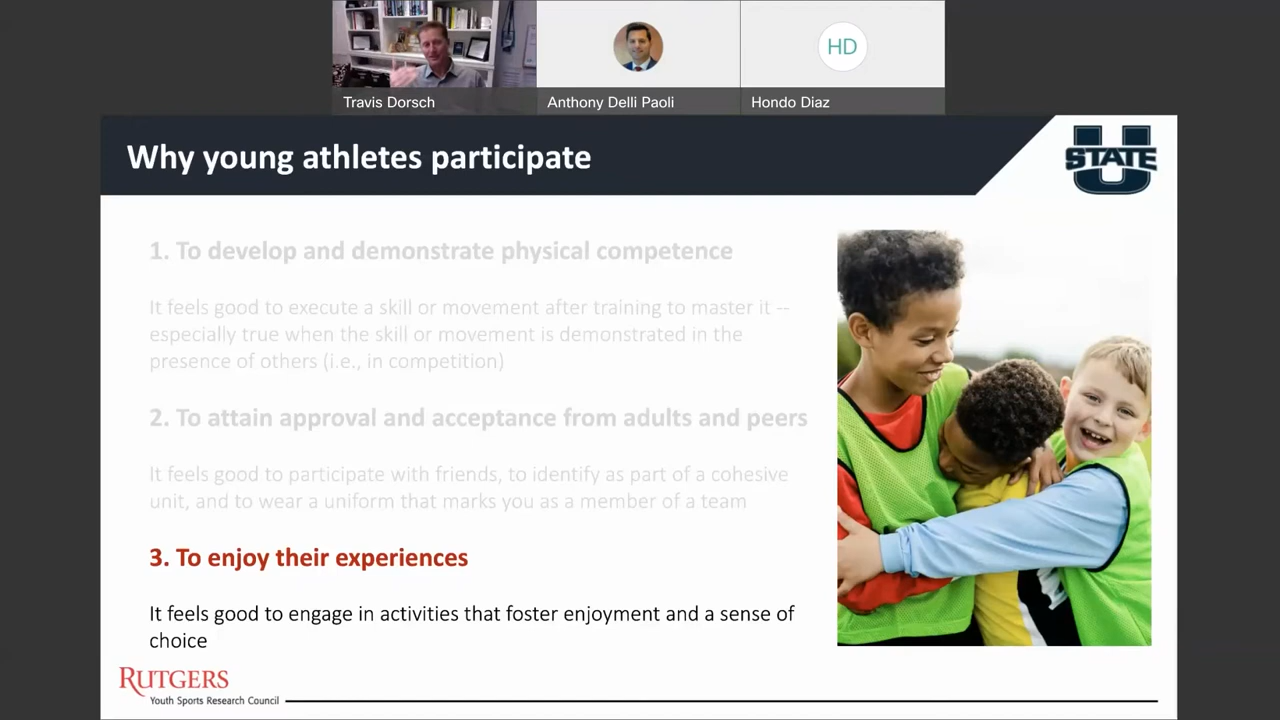 HD
Travis Dorsch
Anthony Delli Paoli
Hondo Diaz
Why young athletes participate
U
STATE
1. To develop and demonstrate physical competence
It feels good to execute a skill or movement after training to master it --
especially true when the skill or movement is demonstrated in the
presence of others (i.e., in competition)
2. To attain approval and acceptance from adults and peers
It feels good to participate with friends, to identify as part of a cohesive
unit, and to wear a uniform that marks you as a member of a team
3. To enjoy their experiences
It feels good to engage in activities that foster enjoyment and a sense of
choice
RUTGERS
Youth Sports Research Council